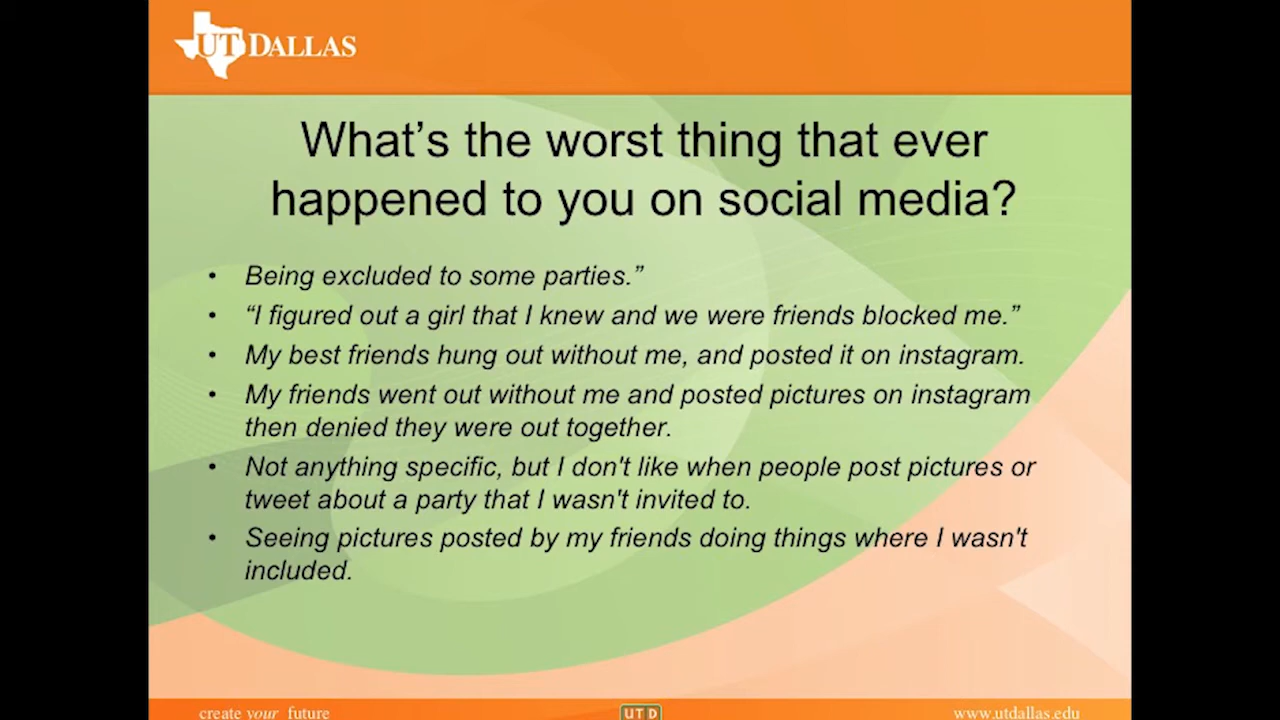 UT DALLAS
What's the worst thing that ever
happened to you on social media?
• Being excluded to some parties.”
• “I figured out a girl that I knew and we were friends blocked me.”
• My best friends hung out without me, and posted it on instagram.
• My friends went out without me and posted pictures on instagram
then denied they were out together.
• Not anything specific, but I don't like when people post pictures or
tweet about a party that I wasn't invited to.
• Seeing pictures posted by my friends doing things where I wasn't
included.
create your future
UTD
www.utdallas.edu